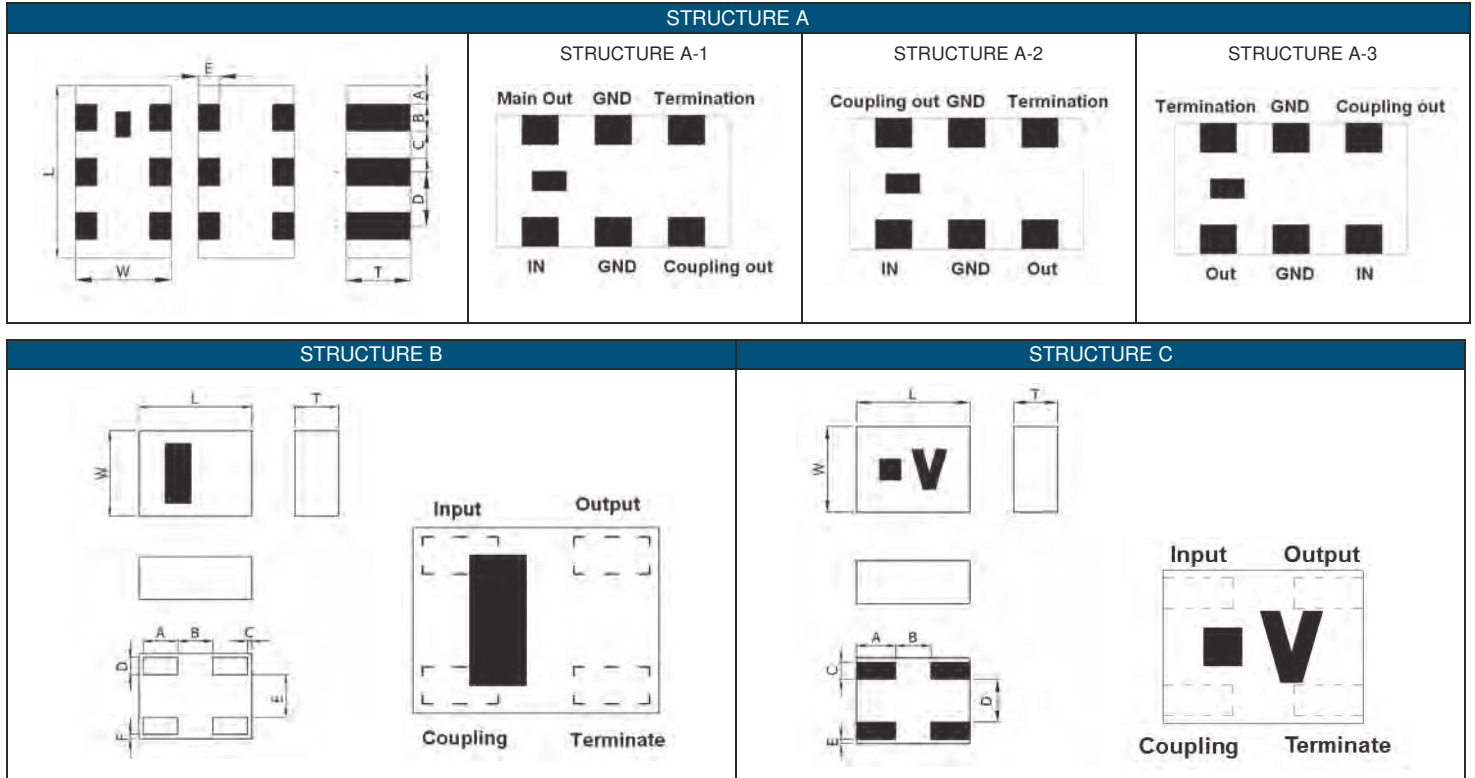 STRUCTURE A
E
A
B
C
D
L
W
T
STRUCTURE A-1
Main Out GND Termination
IN GND Coupling out
STRUCTURE A-2
Coupling out GND Termination
IN GND Out
STRUCTURE A-3
Termination GND Coupling out
Out GND IN
STRUCTURE B
L T
W
A B C
D
E
F
Input Output
Coupling Terminate
STRUCTURE C
L T
W
V
A B
C
D
E
Input Output
V
Coupling Terminate